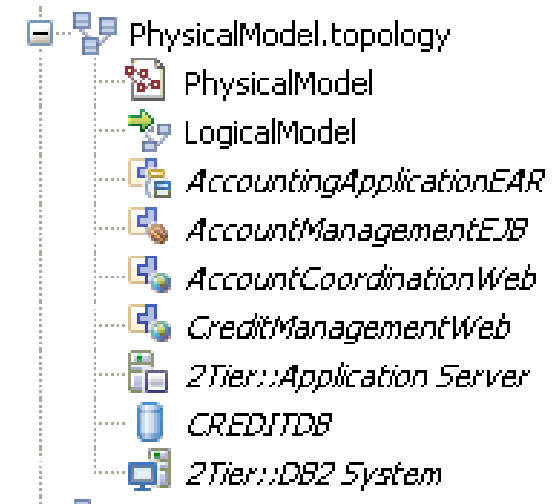 PhysicalModel.topology
PhysicalModel
LogicalModel
AccountingApplicationEAR
AccountManagementEJB
AccountCoordinationWeb
CreditManagementWeb
2Tier::Application Server
CREDITDB
2Tier::DB2 System